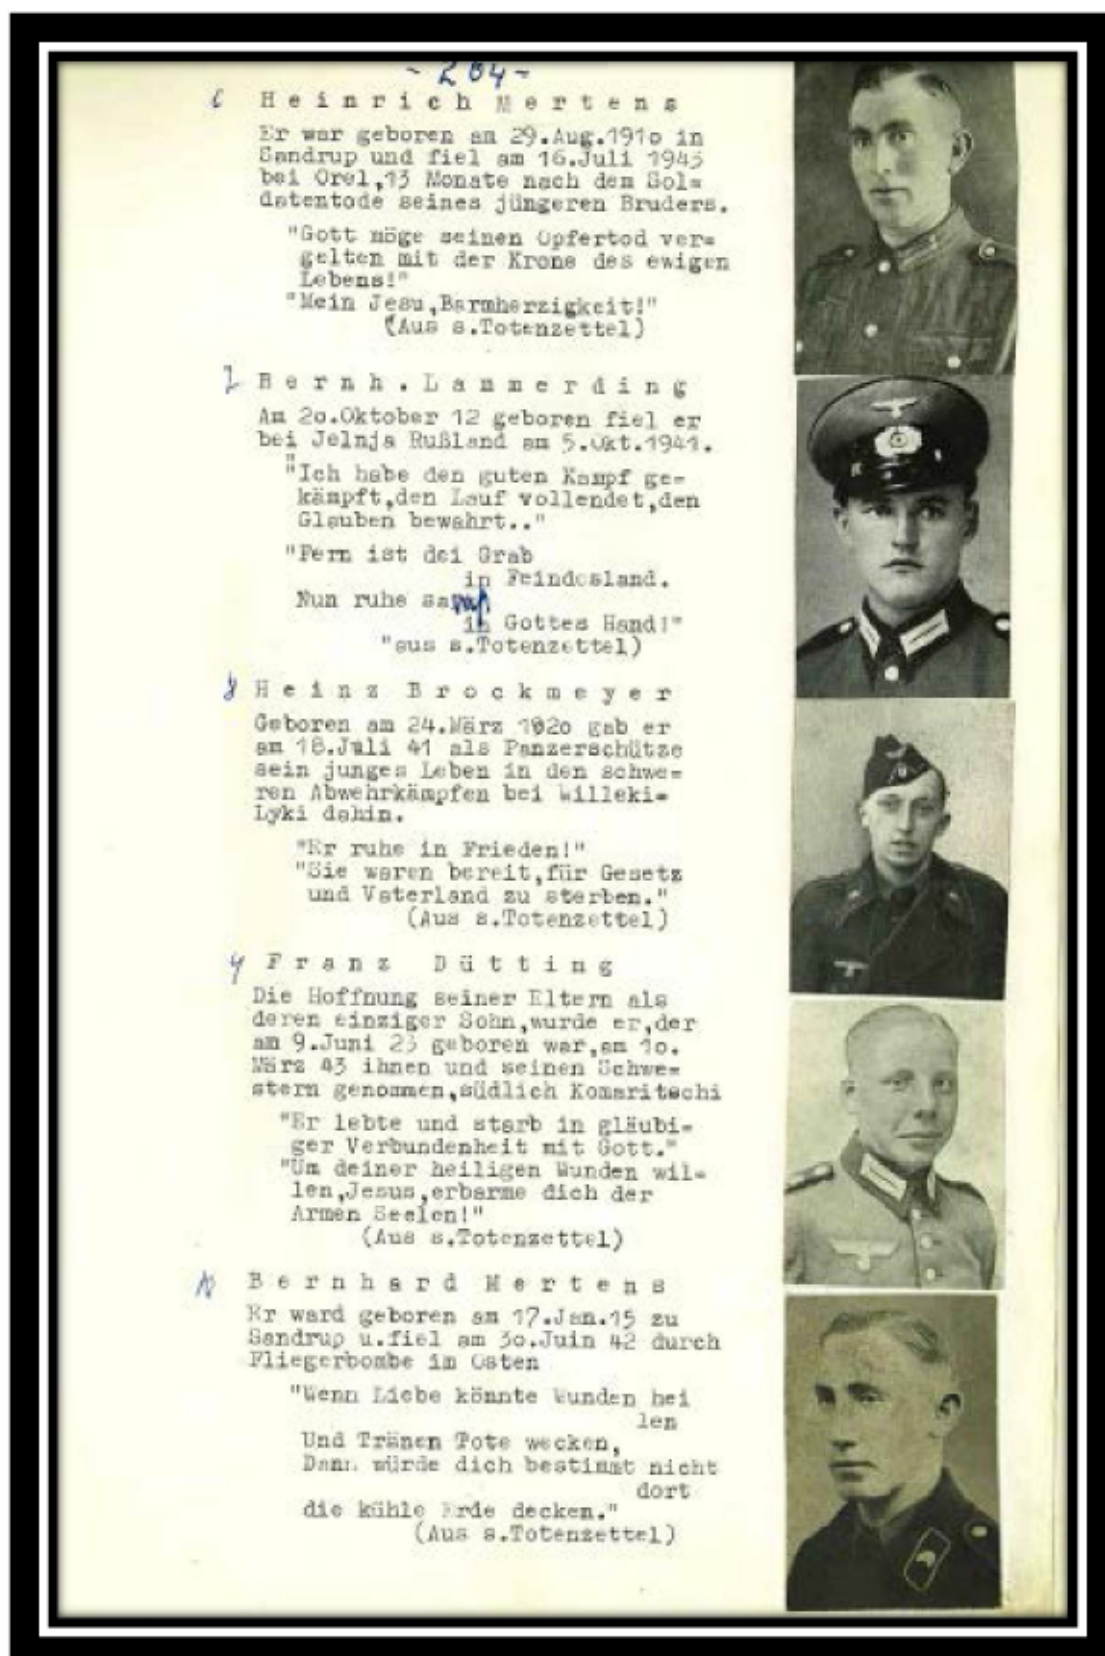 - 204 -
6 Heinrich Mertens
Er war geboren am 29.Aug.191o in
Sandrup und fiel am 16.Juli 1943
bei Orel,13 Monate nach dem Sol=
datentode seines jüngeren Bruders.
"Gott möge seinen Opfertod ver=
gelten mit der Krone des ewigen
Lebens!"
"Mein Jesu,Barmherzigkeit!"
(Aus s.Totenzettel)
7 Bernh.Lammerding
Am 2o.Oktober 12 geboren fiel er
bei Jelnja Rußland am 5.Okt.1941.
"Ich habe den guten Kampf ge=
kämpft,den Lauf vollendet,den
Glauben bewahrt.."
"Fern ist dei Grab
in Feindesland.
Nun ruhe sanft
in Gottes Hand!"
"aus s.Totenzettel)
8 Heinz Brockmeyer
Geboren am 24.März 192o gab er
am 18.Juli 41 als Panzerschütze
sein junges Leben in den schwe=
ren Abwehrkämpfen bei Willeki=
Lyki dahin.
"Er ruhe in Frieden!"
"Sie waren bereit,für Gesetz
und Vaterland zu sterben."
(Aus s.Totenzettel)
9 Franz Dütting
Die Hoffnung seiner Eltern als
deren einziger Sohn,wurde er,der
am 9.Juni 23 geboren war,am 1o.
März 43 ihnen und seinen Schwe=
stern genommen,südlich Komaritschi
"Er lebte und starb in gläubi=
ger Verbundenheit mit Gott."
"Um deiner heiligen Wunden wil=
len,Jesus,erbarme dich der
Armen Seelen!"
(Aus s.Totenzettel)
10 Bernhard Mertens
Er ward geboren am 17.Jan.15 zu
Sandrup u.fiel am 3o.Juin 42 durch
Fliegerbombe im Osten
"Wenn Liebe könnte Wunden hei
len
Und Tränen Tote wecken,
Dann würde dich bestimmt nicht
dort
die kühle Erde decken."
(Aus s.Totenzettel)